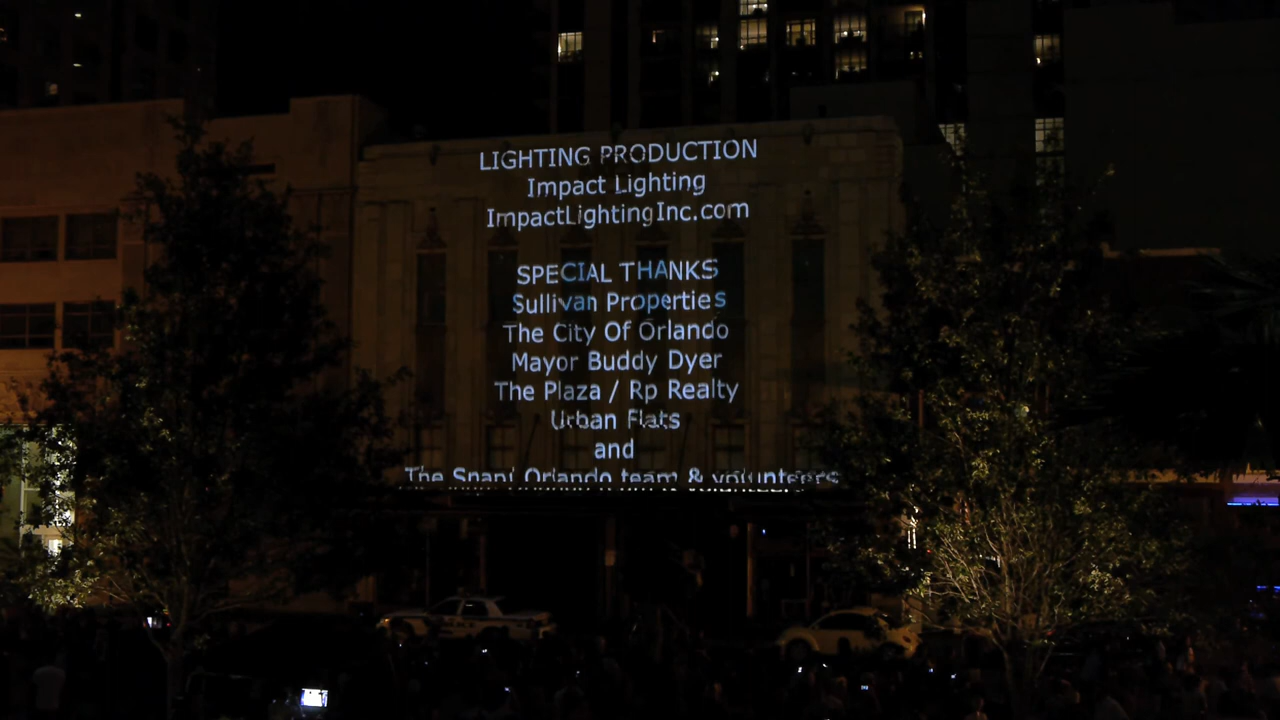 LIGHTING PRODUCTION
Impact Lighting
ImpactLightingInc.com
SPECIAL THANKS
Sullivan Properties
The City Of Orlando
Mayor Buddy Dyer
The Plaza / Rp Realty
Urban Flats
and
The Snap! Orlando team & volunteers